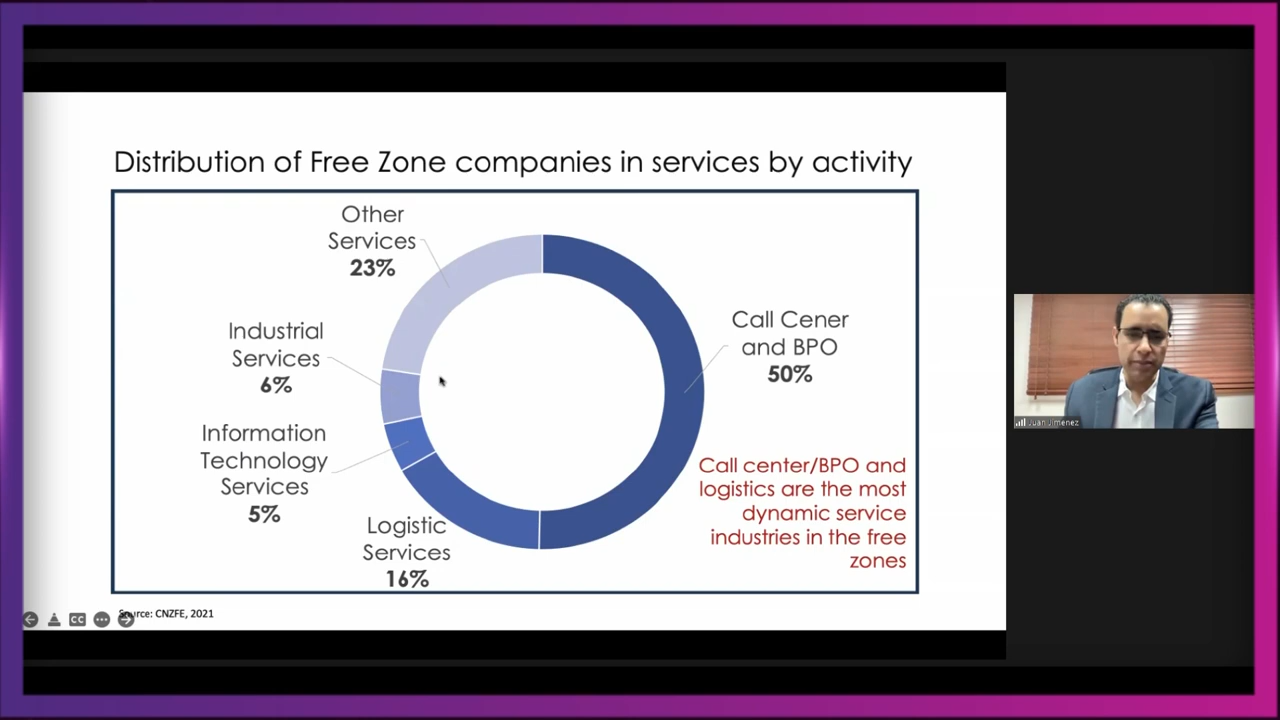 Distribution of Free Zone companies in services by activity
Other
Services
23%
Industrial
Services
6%
Information
Technology
Services
5%
Logistic
Services
16%
Call Cener
and BPO
50%
Call center/BPO and
logistics are the most
dynamic service
industries in the free
zones
Source: CNZFE, 2021
CC
Juan Jimenez